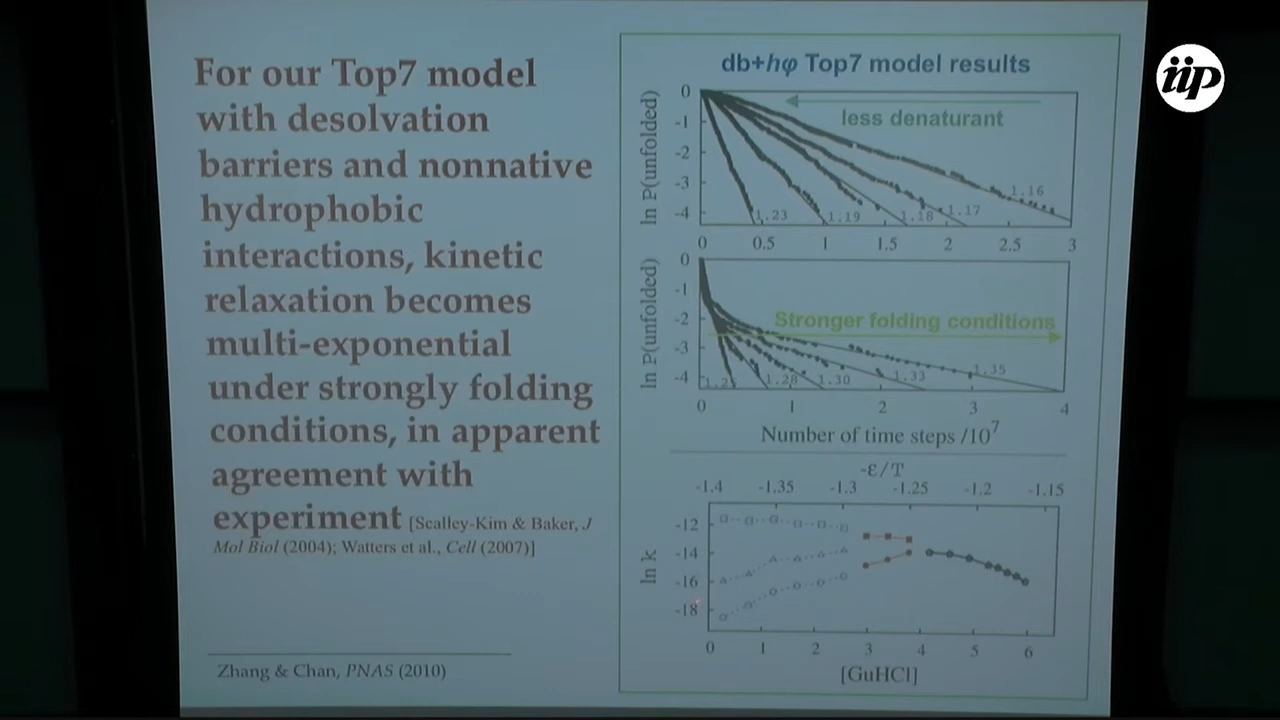 For our Top7 model
with desolvation
barriers and nonnative
hydrophobic
interactions, kinetic
relaxation becomes
multi-exponential
under strongly folding
conditions, in apparent
agreement with
experiment [Scalley-Kim & Baker, J
Mol Biol (2004); Watters et al., Cell (2007)]
Zhang & Chan, PNAS (2010)
db+hφ Top7 model results
less denaturant
ln P(unfolded)
0
-1
-2
-3
-4
1.23
1.19
1.18
1.17
1.16
0 0.5 1 1.5 2 2.5 3
Stronger folding conditions
ln P(unfolded)
0
-1
-2
-3
-4
1.28
1.30
1.33
1.35
0 1 2 3 4
Number of time steps /10⁷
-ε/T
-1.4 -1.35 -1.3 -1.25 -1.2 -1.15
ln k
-12
-14
-16
-18
0 1 2 3 4 5 6
[GuHCl]
iip